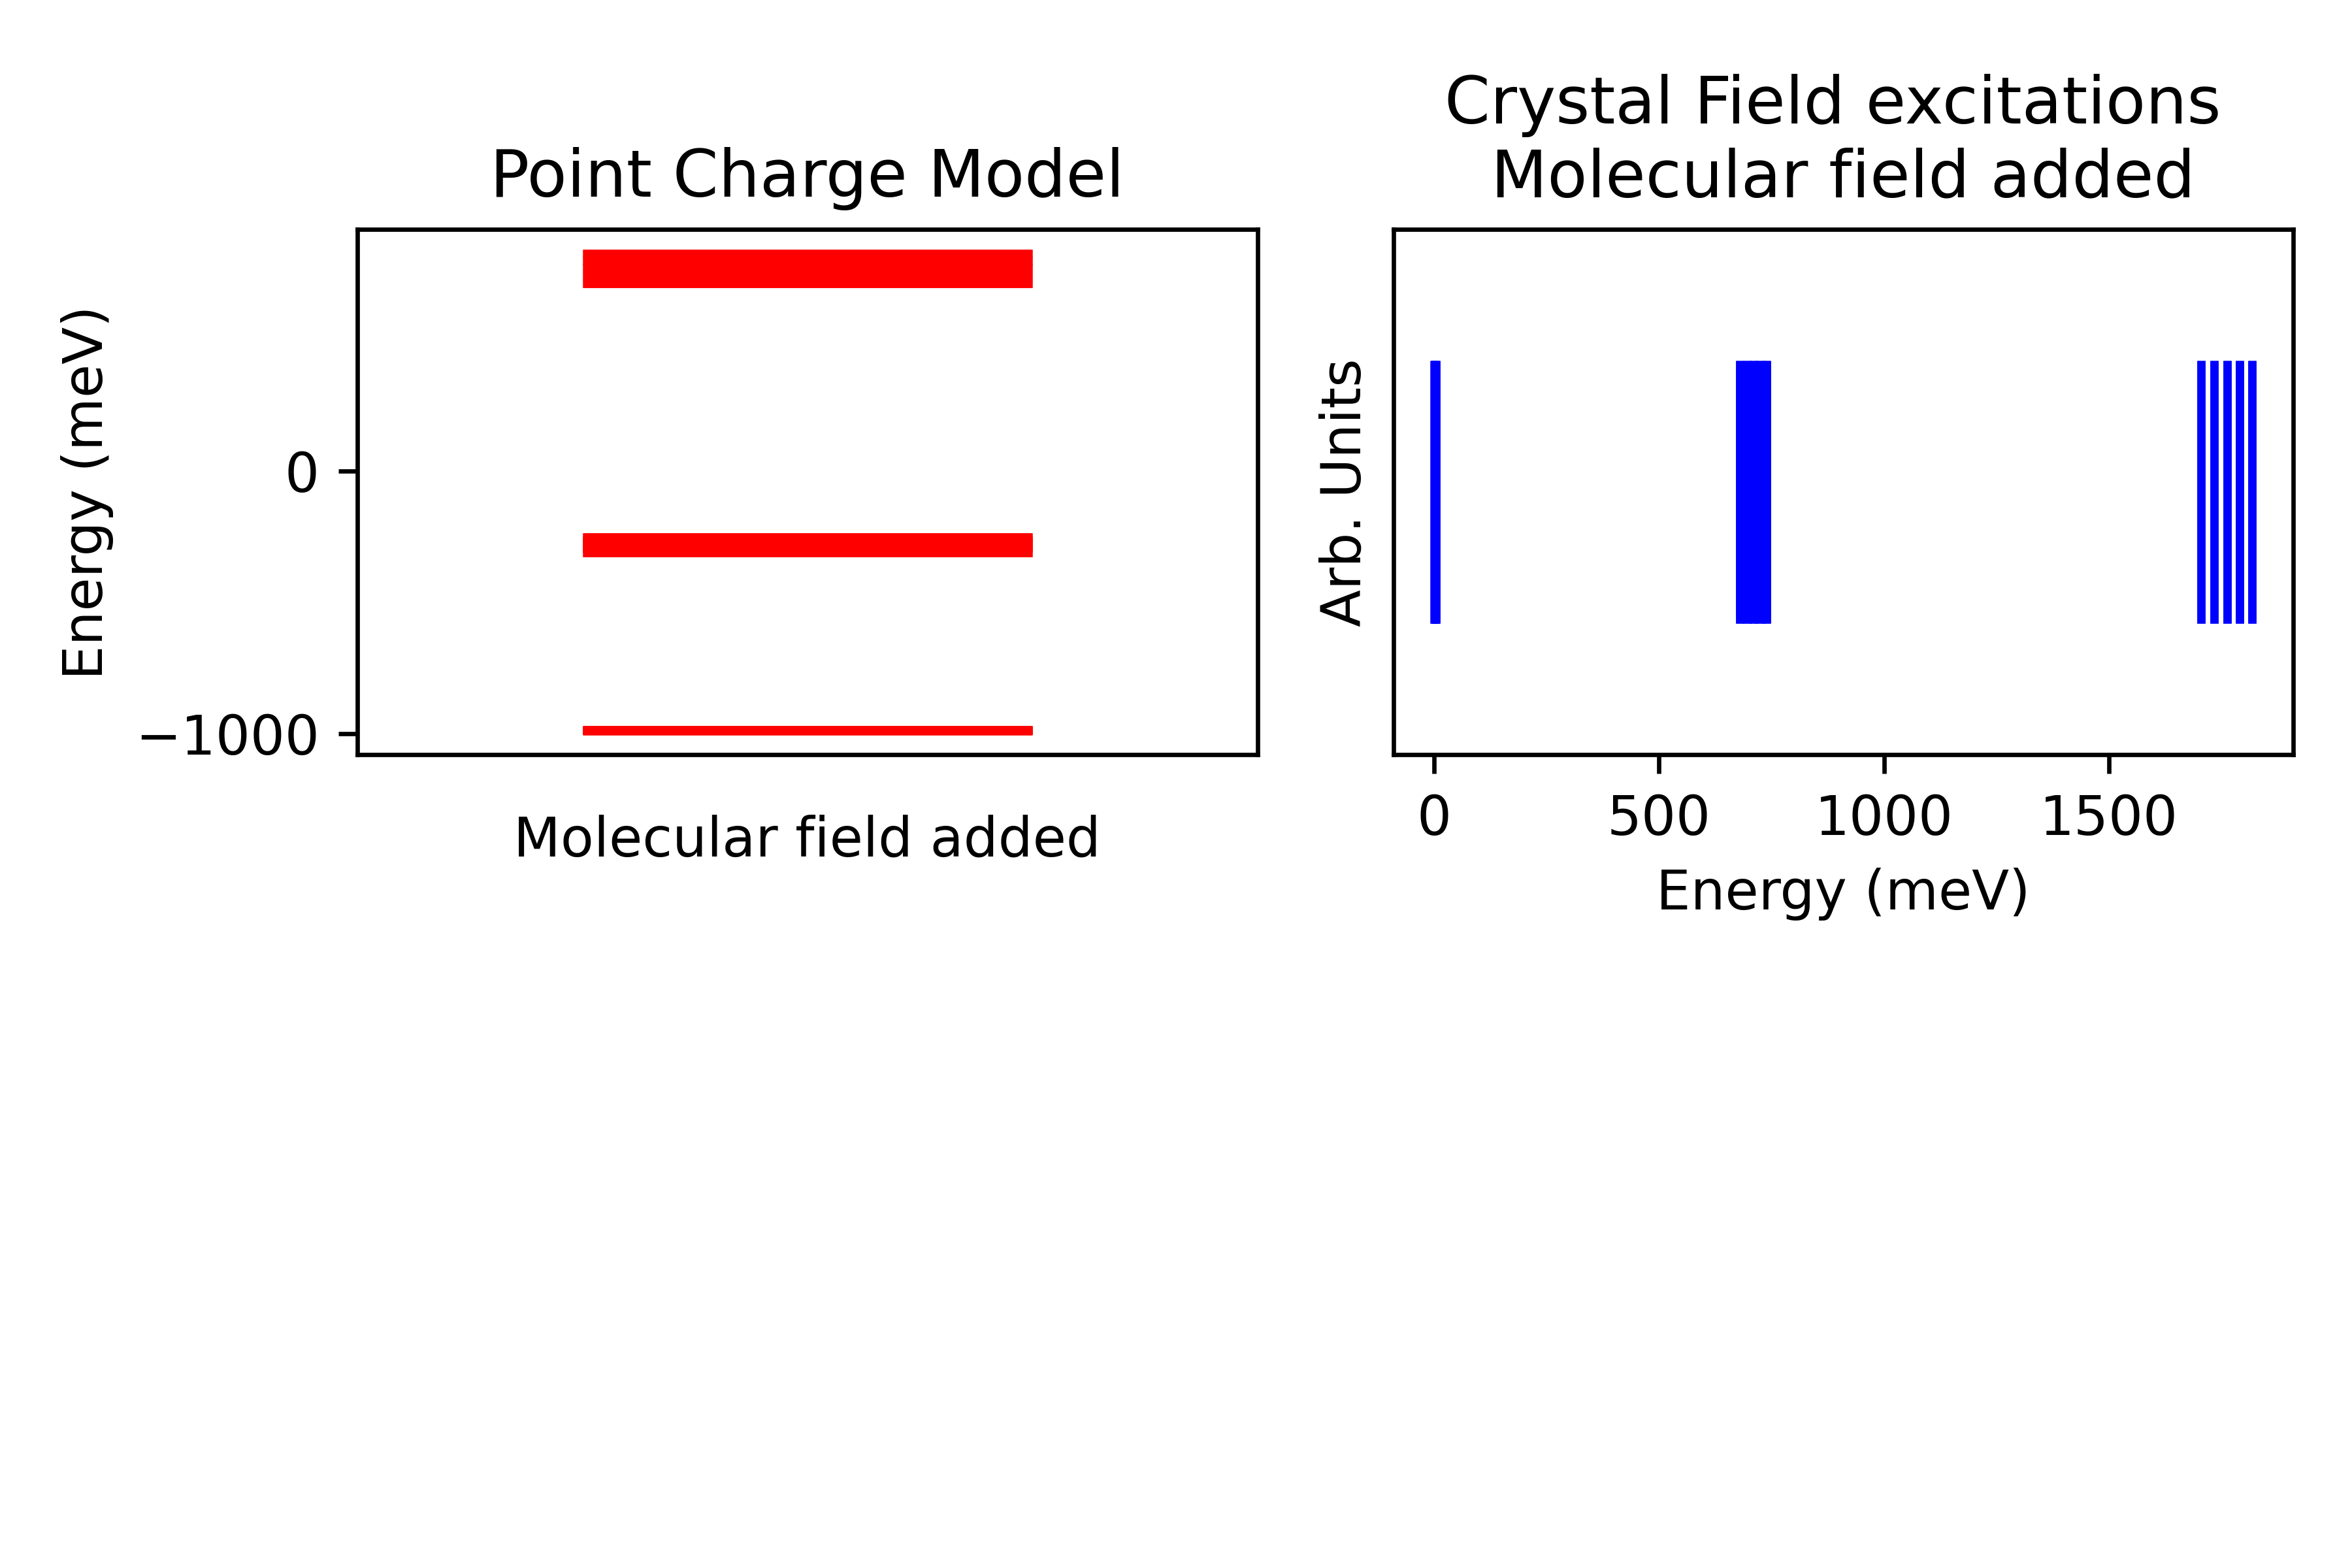 Point Charge Model
Energy (meV)
0
−1000
Molecular field added
Crystal Field excitations
Molecular field added
Arb. Units
0 500 1000 1500
Energy (meV)